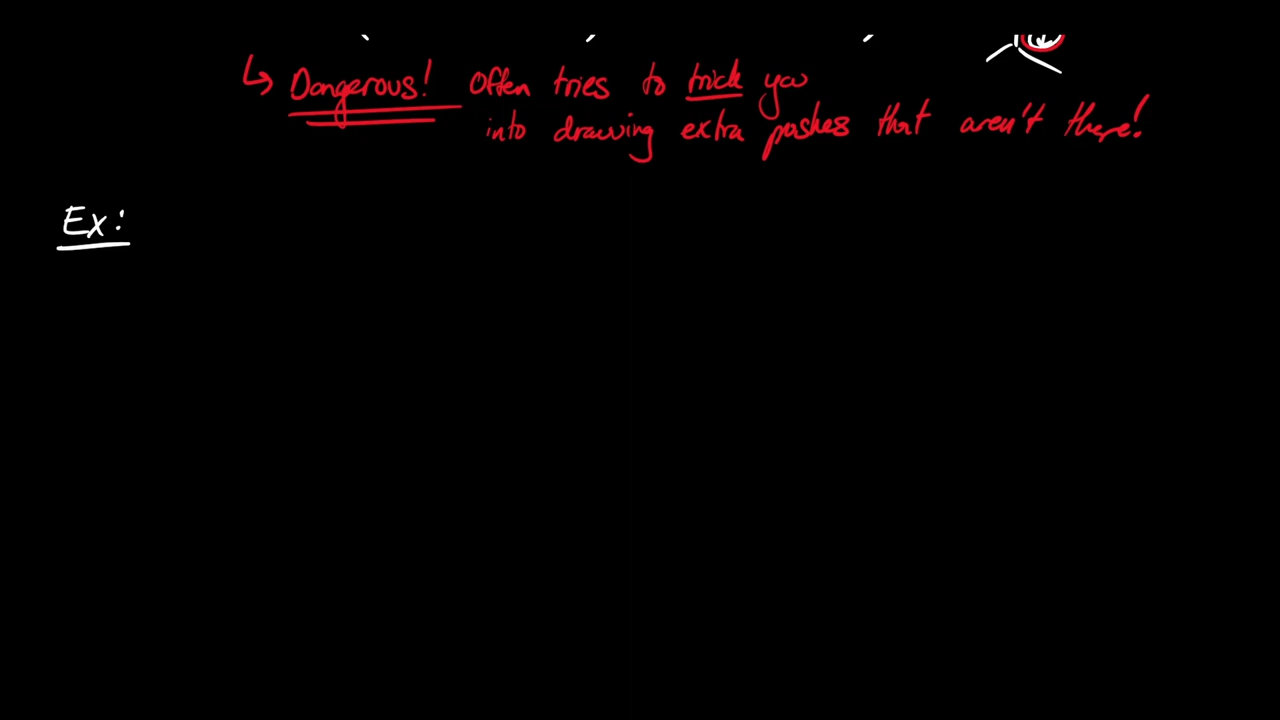 ↳ Dangerous! Often tries to trick you
into drawing extra pushes that aren't there!
Ex: